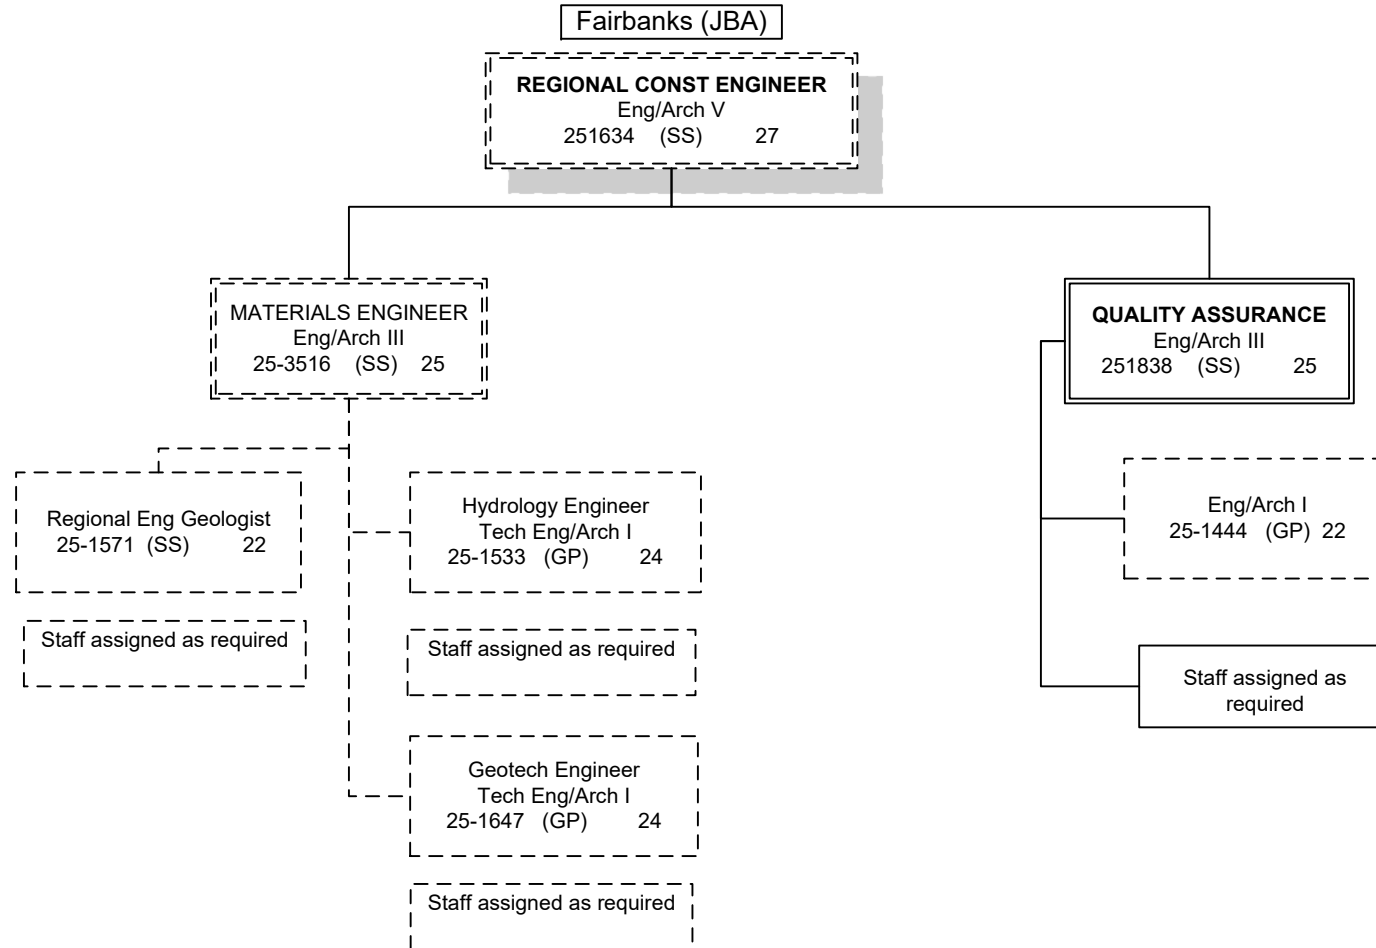 Fairbanks (JBA)
REGIONAL CONST ENGINEER
Eng/Arch V
251634 (SS) 27
MATERIALS ENGINEER
Eng/Arch III
25-3516 (SS) 25
QUALITY ASSURANCE
Eng/Arch III
251838 (SS) 25
Regional Eng Geologist
25-1571 (SS) 22
Staff assigned as required
Hydrology Engineer
Tech Eng/Arch I
25-1533 (GP) 24
Staff assigned as required
Geotech Engineer
Tech Eng/Arch I
25-1647 (GP) 24
Staff assigned as required
Eng/Arch I
25-1444 (GP) 22
Staff assigned as
required